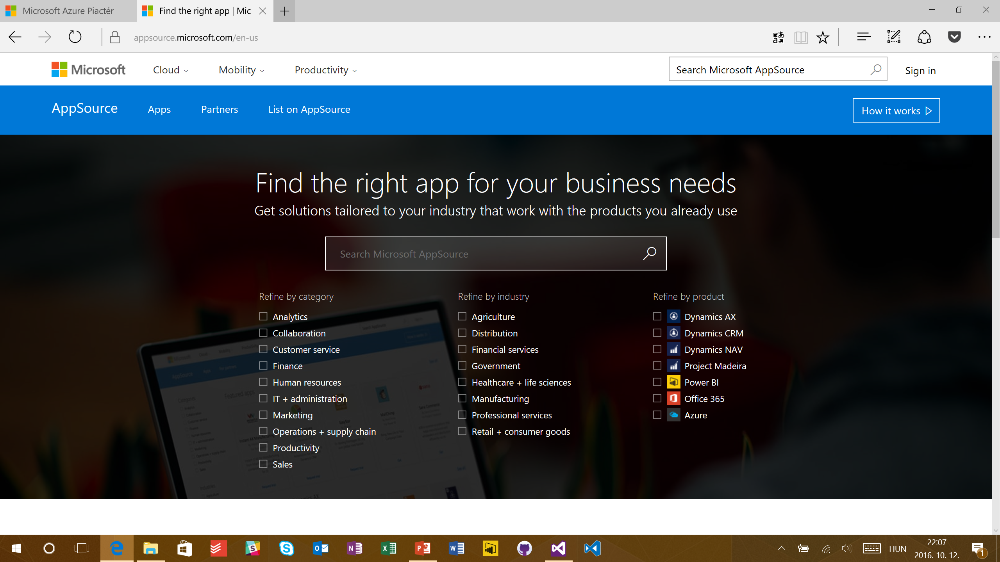 Microsoft Azure Piactér
Find the right app | Mic
appsource.microsoft.com/en-us
Microsoft
Cloud
Mobility
Productivity
Search Microsoft AppSource
Sign in
AppSource
Apps
Partners
List on AppSource
How it works
Find the right app for your business needs
Get solutions tailored to your industry that work with the products you already use
Search Microsoft AppSource
Refine by category
Analytics
Collaboration
Customer service
Finance
Human resources
IT + administration
Marketing
Operations + supply chain
Productivity
Sales
Refine by industry
Agriculture
Distribution
Financial services
Government
Healthcare + life sciences
Manufacturing
Professional services
Retail + consumer goods
Refine by product
Dynamics AX
Dynamics CRM
Dynamics NAV
Project Madeira
Power BI
Office 365
Azure
HUN
22:07
2016. 10. 12.
1